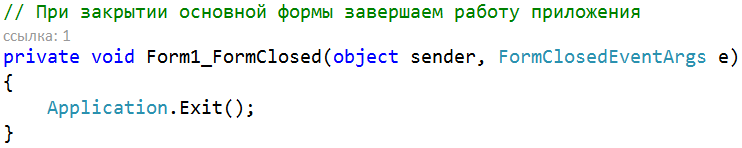 // При закрытии основной формы завершаем работу приложения
ссылка: 1
private void Form1_FormClosed(object sender, FormClosedEventArgs e)
{
    Application.Exit();
}